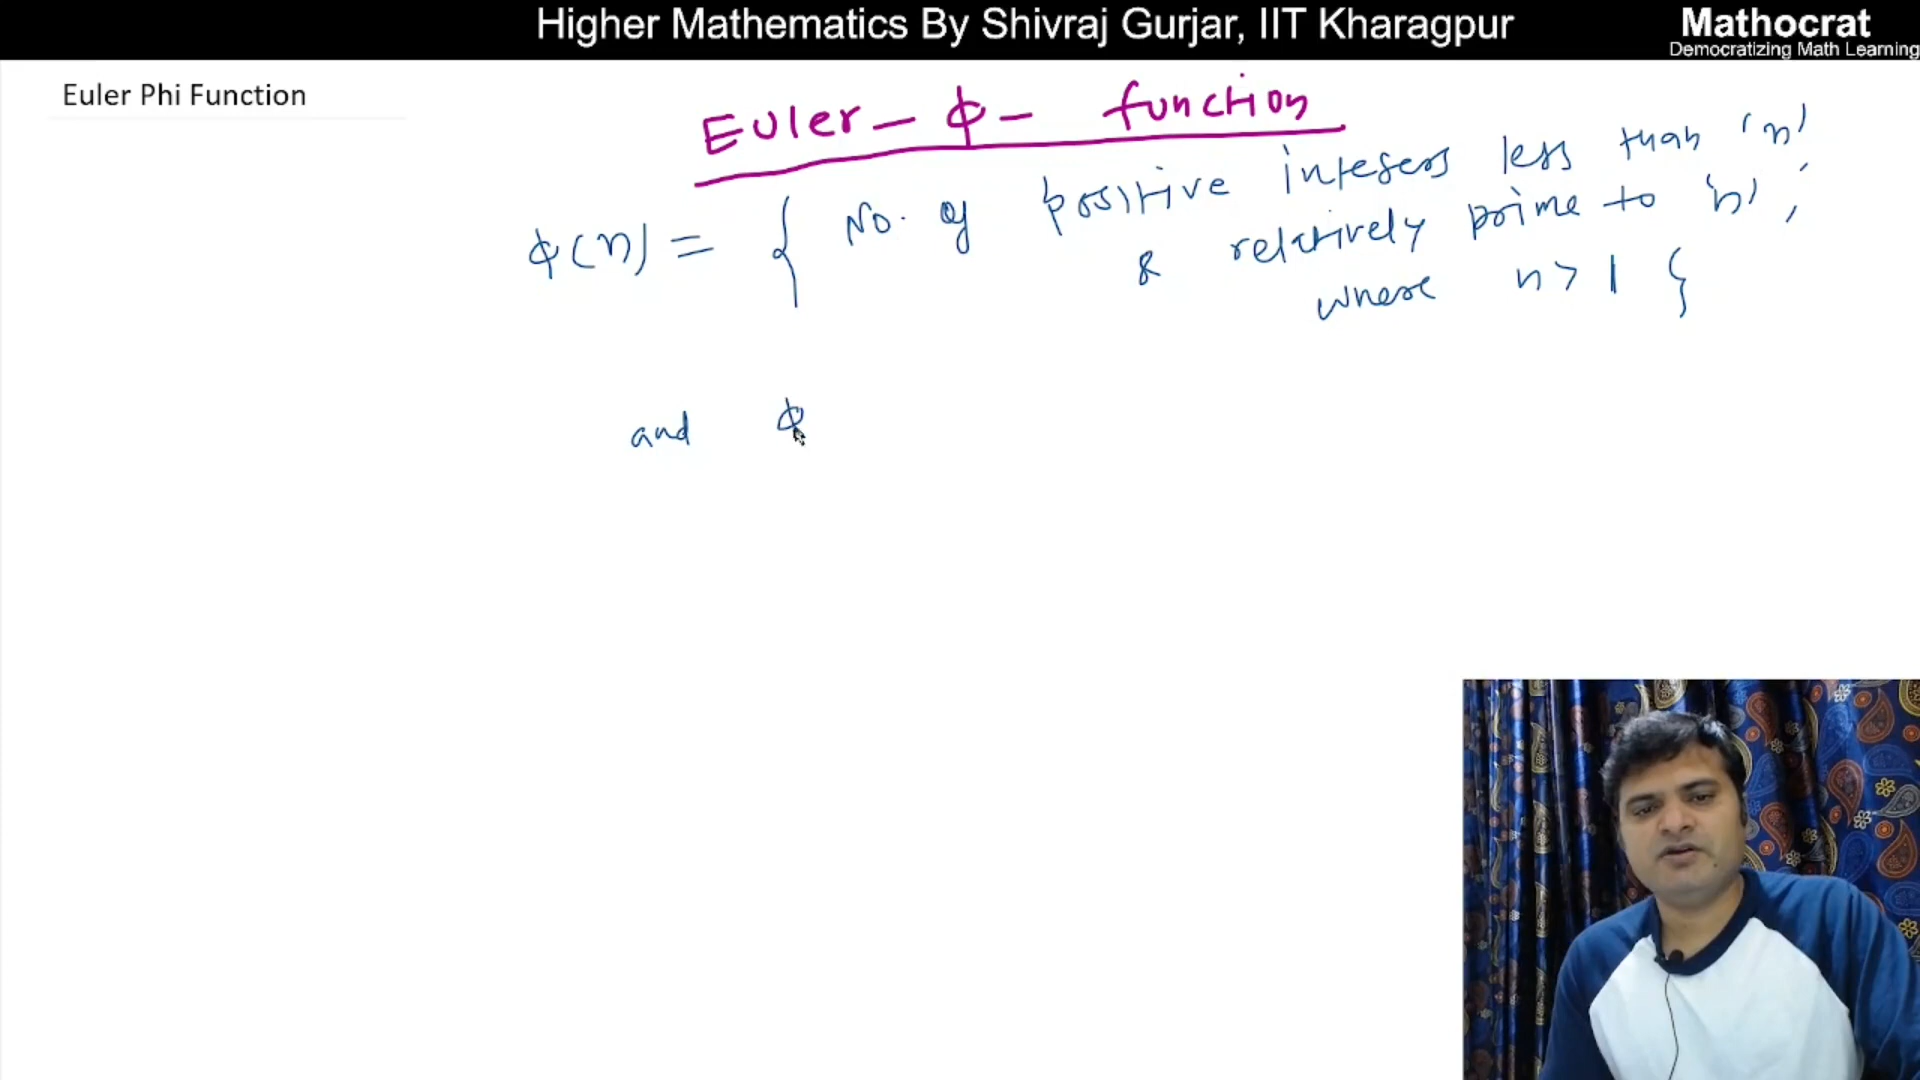 Higher Mathematics By Shivraj Gurjar, IIT Kharagpur
Mathocrat
Democratizing Math Learning
Euler Phi Function
Euler - ϕ - function
ϕ(n) = { No. of positive integers less than 'n'
& relatively prime to 'n',
where n > 1 }
and ϕ